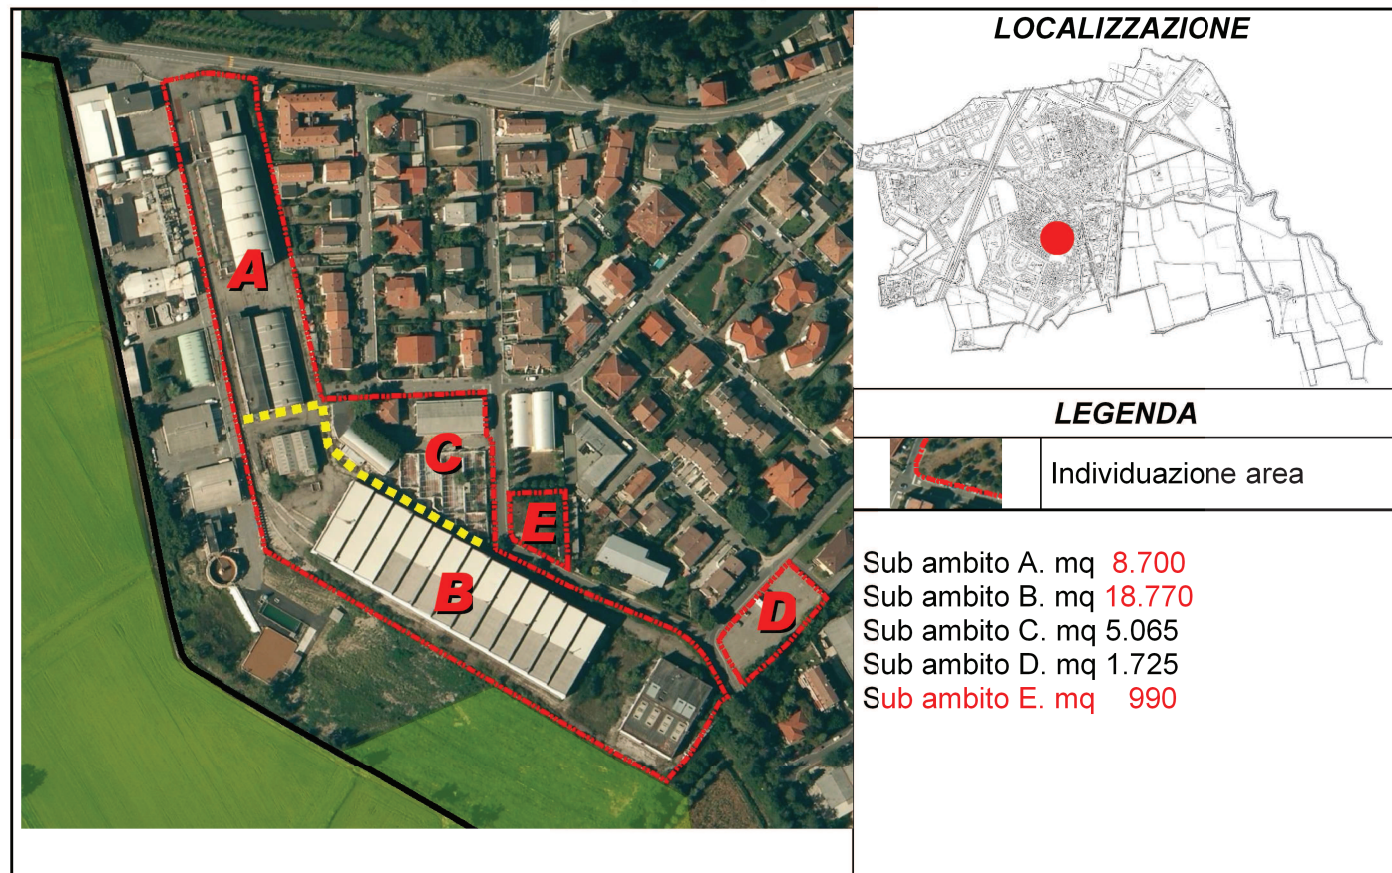 LOCALIZZAZIONE
A
C
E
B
D
LEGENDA
Individuazione area
Sub ambito A. mq 8.700
Sub ambito B. mq 18.770
Sub ambito C. mq 5.065
Sub ambito D. mq 1.725
Sub ambito E. mq 990